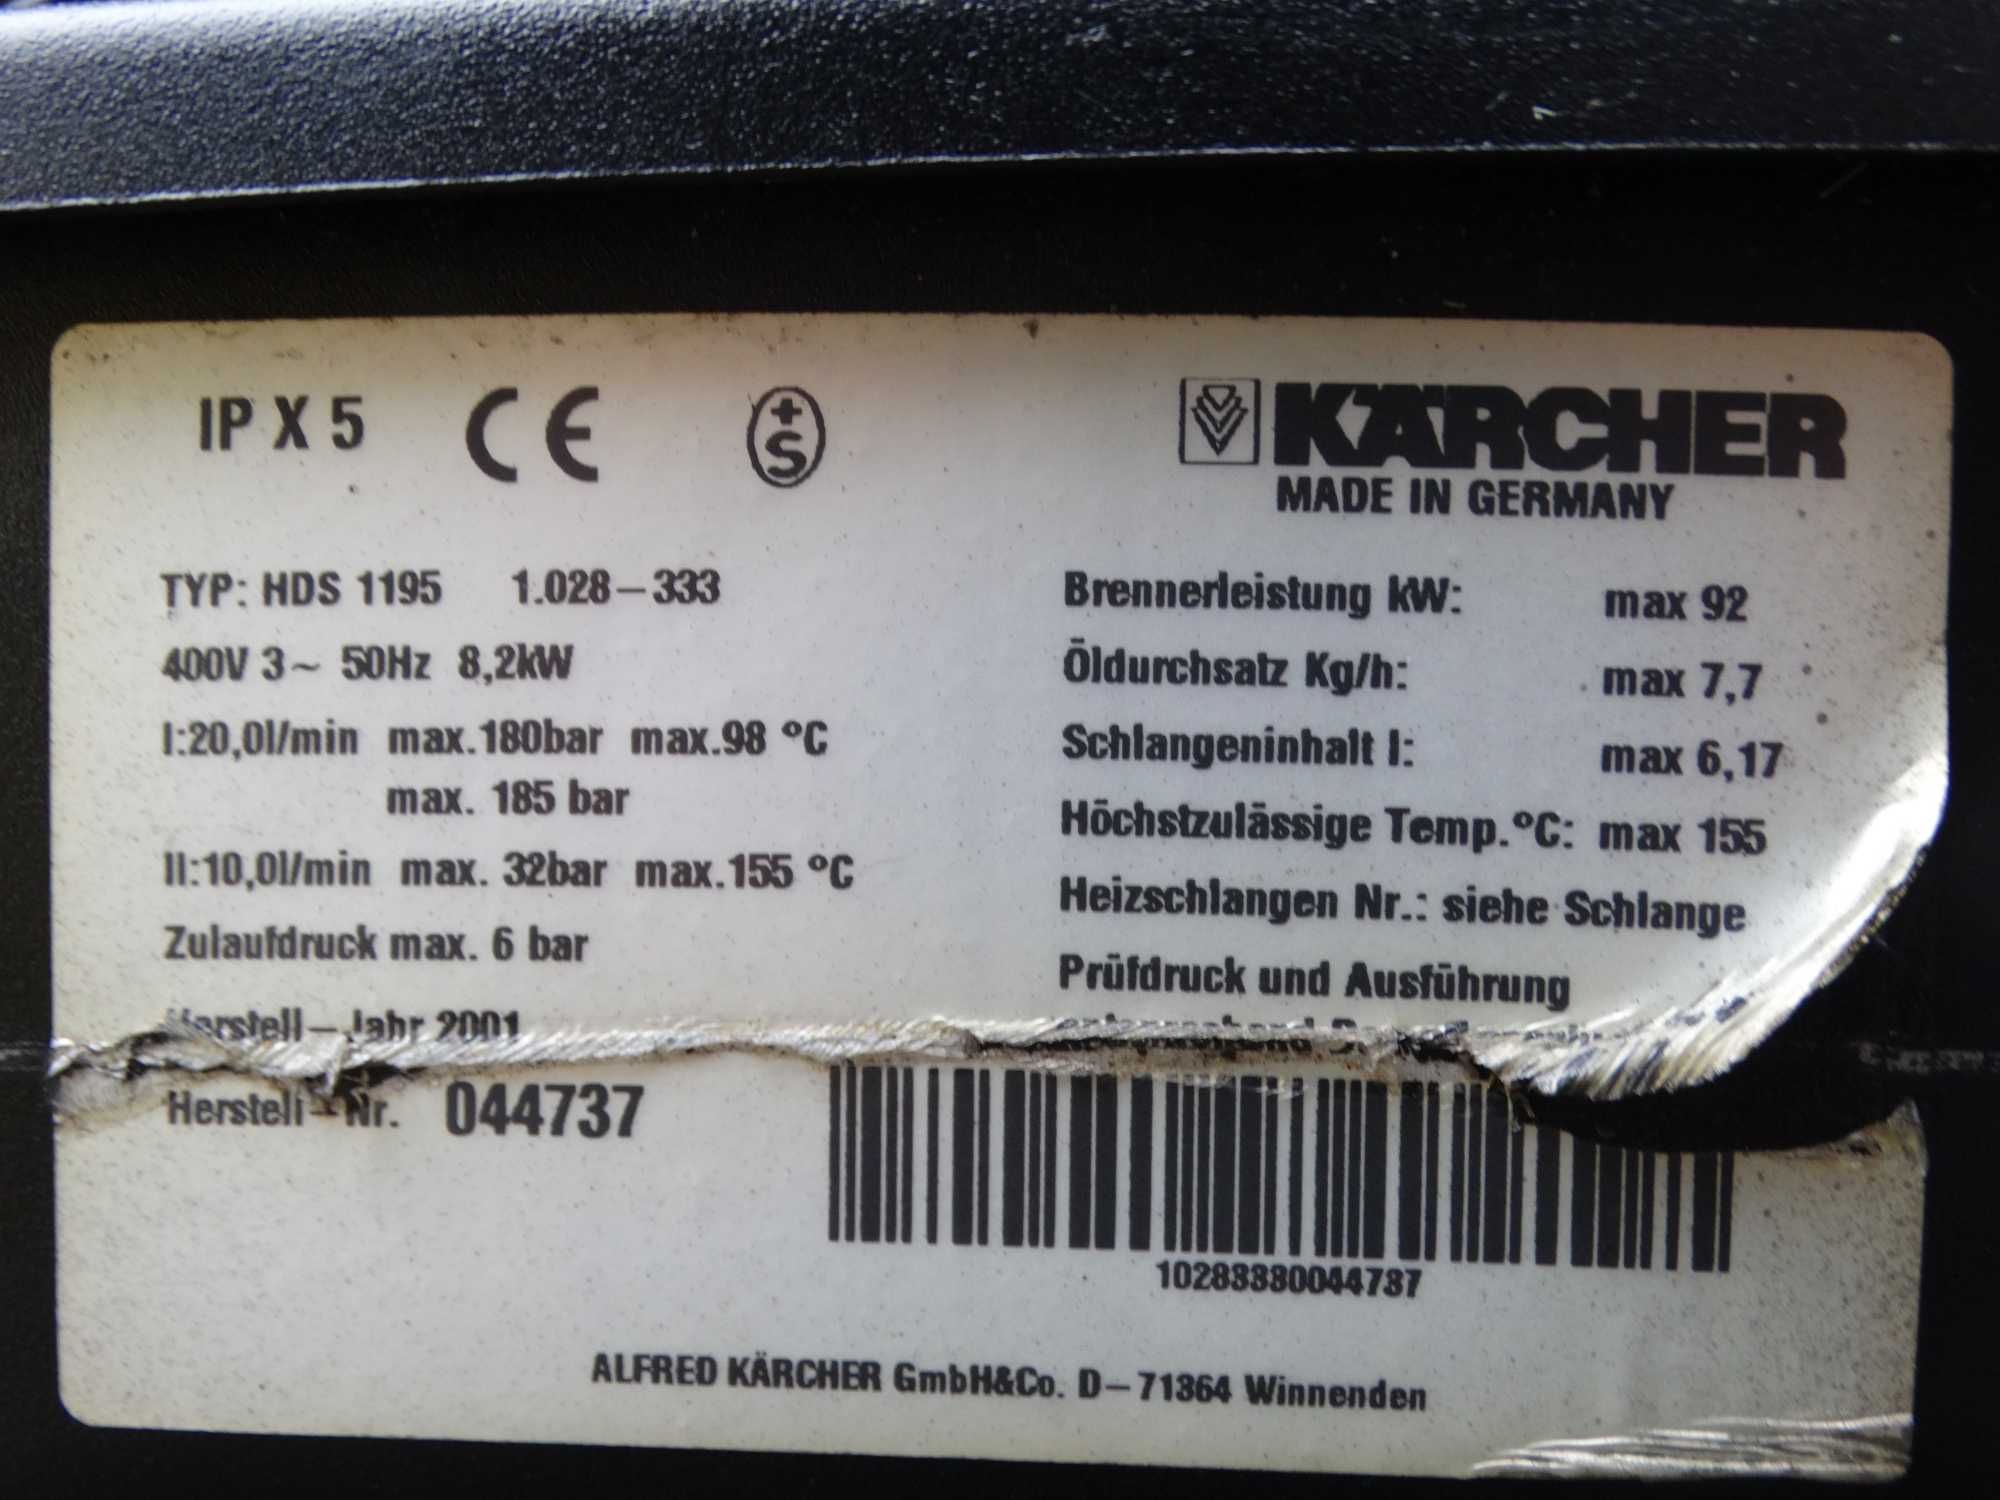 IP X 5 CE +S KÄRCHER
MADE IN GERMANY
TYP: HDS 1195 1.028-333
400V 3~ 50Hz 8,2kW
I:20,0l/min max.180bar max.98 °C
max. 185 bar
II:10,0l/min max. 32bar max.155 °C
Zulaufdruck max. 6 bar
Herstell-Jahr 2001
Herstell-Nr. 044737
Brennerleistung kW: max 92
Öldurchsatz Kg/h: max 7,7
Schlangeninhalt l: max 6,17
Höchstzulässige Temp.°C: max 155
Heizschlangen Nr.: siehe Schlange
Prüfdruck und Ausführung
10283330044737
ALFRED KÄRCHER GmbH&Co. D-71364 Winnenden